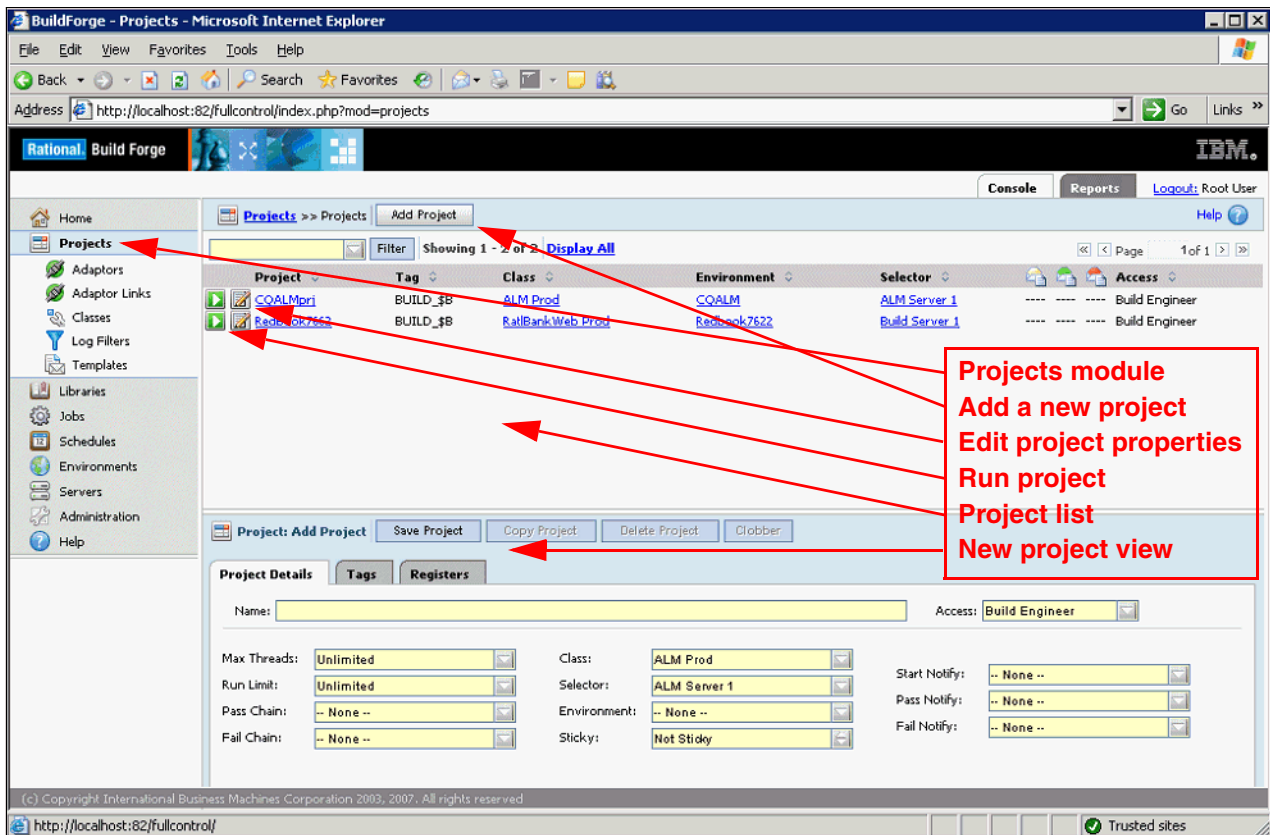 BuildForge - Projects - Microsoft Internet Explorer
File Edit View Favorites Tools Help
Back Search Favorites
Address http://localhost:82/fullcontrol/index.php?mod=projects Go Links »
Rational. Build Forge IBM.
Console Reports Logout: Root User
Home
Projects
Adaptors
Adaptor Links
Classes
Log Filters
Templates
Libraries
Jobs
Schedules
Environments
Servers
Administration
Help
Projects >> Projects Add Project Help
Filter Showing 1 - 2 of 2 Display All Page 1 of 1
Project Tag Class Environment Selector Access
CQALMprj BUILD_$B ALM Prod CQALM ALM Server 1 ---- ---- ---- Build Engineer
Redbook7662 BUILD_$B RatlBankWeb Prod Redbook7622 Build Server 1 ---- ---- ---- Build Engineer
Projects module
Add a new project
Edit project properties
Run project
Project list
New project view
Project: Add Project Save Project Copy Project Delete Project Clobber
Project Details Tags Registers
Name: Access: Build Engineer
Max Threads: Unlimited Class: ALM Prod Start Notify: -- None --
Run Limit: Unlimited Selector: ALM Server 1 Pass Notify: -- None --
Pass Chain: -- None -- Environment: -- None -- Fail Notify: -- None --
Fail Chain: -- None -- Sticky: Not Sticky
(c) Copyright International Business Machines Corporation 2003, 2007. All rights reserved
http://localhost:82/fullcontrol/ Trusted sites